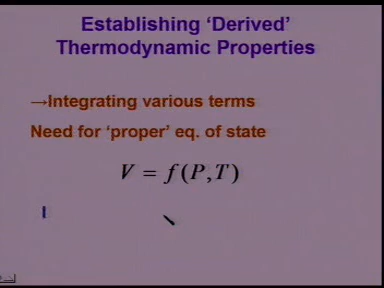 Establishing ‘Derived’
Thermodynamic Properties
→Integrating various terms
Need for ‘proper’ eq. of state
V = f(P,T)
I